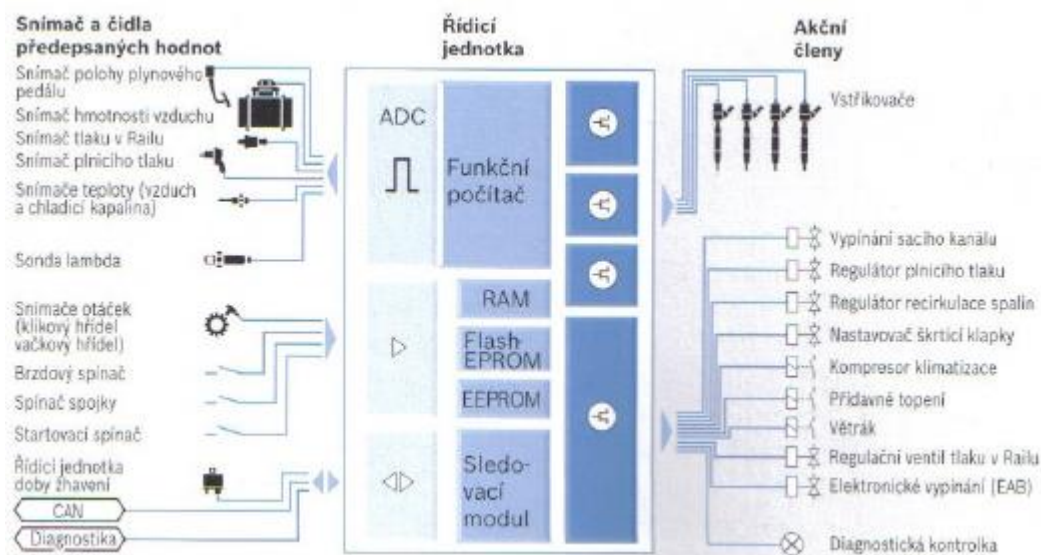 Snímač a čidla
předepsaných hodnot
Snímač polohy plynového
pedálu
Snímač hmotnosti vzduchu
Snímač tlaku v Railu
Snímač plnicího tlaku
Snímače teploty (vzduch
a chladicí kapalina)
Sonda lambda
Snímače otáček
(klikový hřídel
vačkový hřídel)
Brzdový spínač
Spínač spojky
Startovací spínač
Řídicí jednotka
doby žhavení
CAN
Diagnostika
Řídicí
jednotka
ADC
Funkční
počítač
RAM
Flash-
EPROM
EEPROM
Sledo-
vací
modul
Akční
členy
Vstřikovače
Vypínání sacího kanálu
Regulátor plnicího tlaku
Regulátor recirkulace spalin
Nastavovač škrticí klapky
Kompresor klimatizace
Přídavné topení
Větrák
Regulační ventil tlaku v Railu
Elektronické vypínání (EAB)
Diagnostická kontrolka